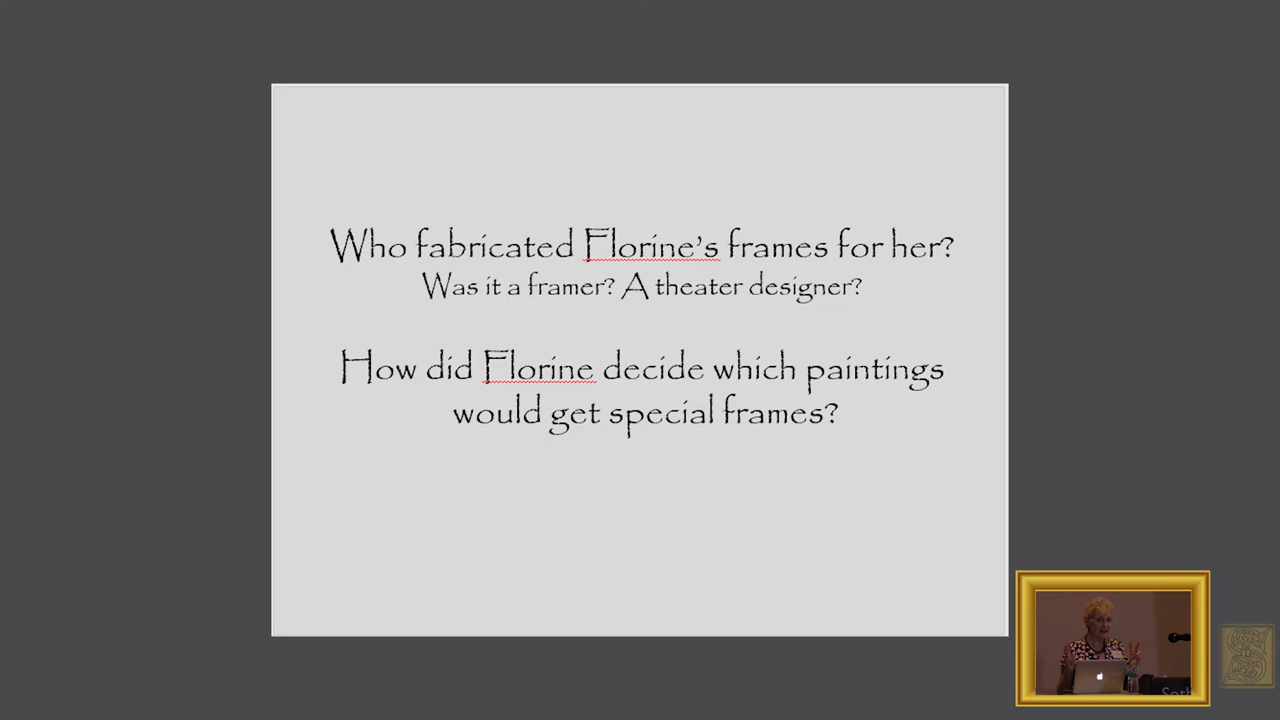 Who fabricated Florine's frames for her?
Was it a framer? A theater designer?
How did Florine decide which paintings
would get special frames?